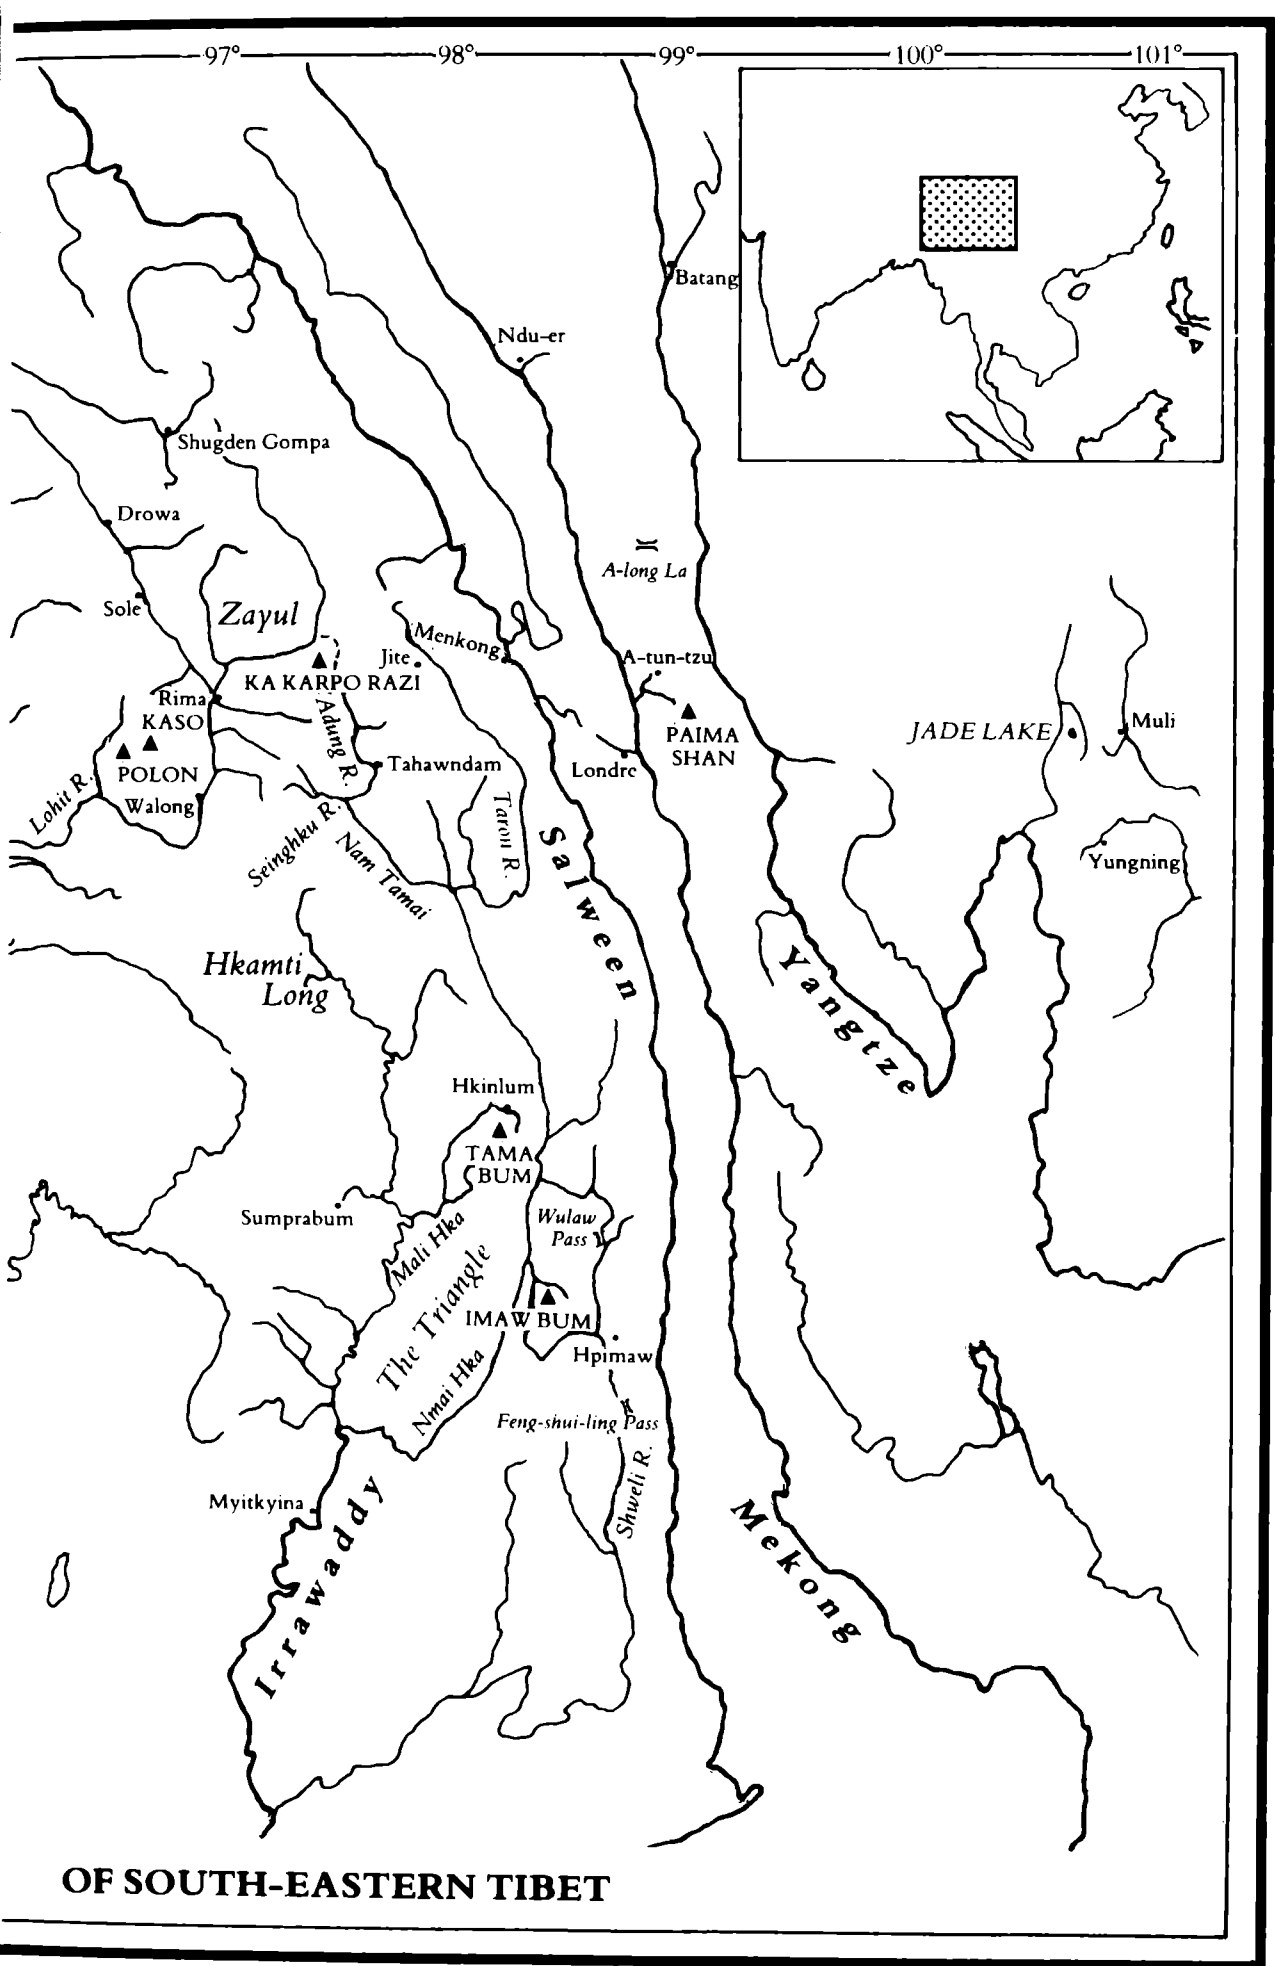 97° 98° 99° 100° 101°
Batang
Ndu-er
Shugden Gompa
Drowa
A-long La
Sole
Zayul
Menkong
Jite
A-tun-tzu
KA KARPO RAZI
Rima
KASO
Adung R.
PAIMA
SHAN
JADE LAKE
Muli
POLON
Tahawndam
Londre
Lohit R.
Walong
Seinghku R.
Nam Tamai
Taron R.
Salween
Yungning
Hkamti
Long
Yangtze
Hkinlum
TAMA
BUM
Sumprabum
Mali Hka
Wulaw
Pass
The Triangle
IMAW BUM
Hpimaw
Nmai Hka
Feng-shui-ling Pass
Shweli R.
Myitkyina
Irrawaddy
Mekong
OF SOUTH-EASTERN TIBET